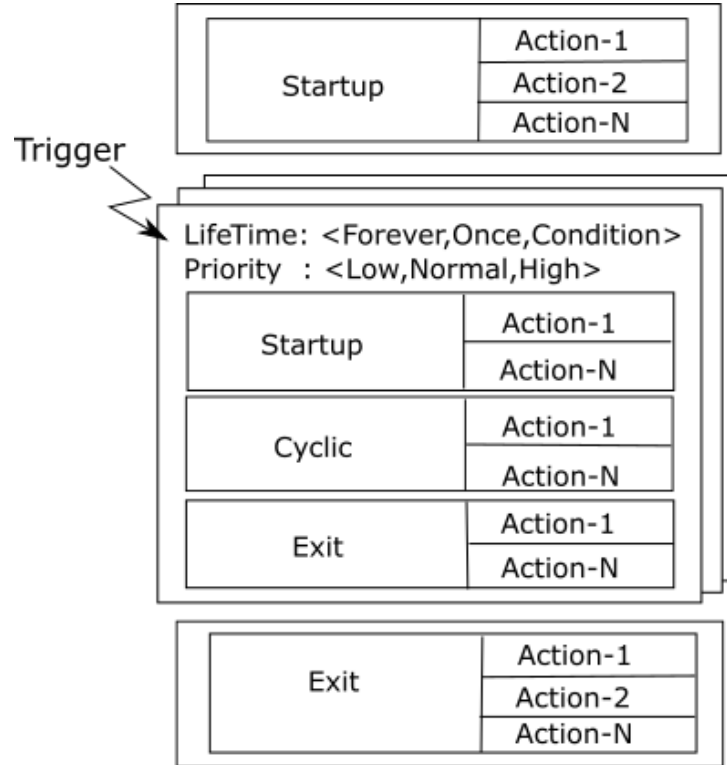 Startup
Action-1
Action-2
Action-N
Trigger
LifeTime: <Forever,Once,Condition>
Priority : <Low,Normal,High>
Startup
Action-1
Action-N
Cyclic
Action-1
Action-N
Exit
Action-1
Action-N
Exit
Action-1
Action-2
Action-N